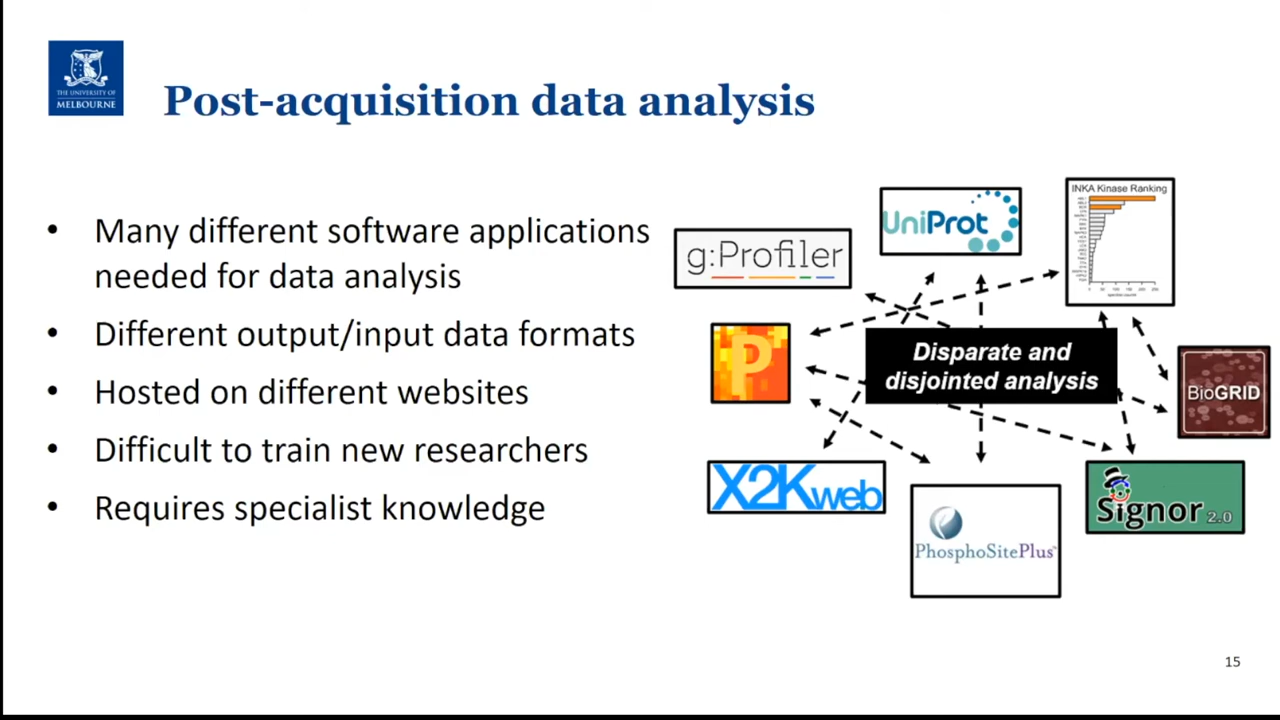 THE UNIVERSITY OF
MELBOURNE
Post-acquisition data analysis
• Many different software applications
needed for data analysis
• Different output/input data formats
• Hosted on different websites
• Difficult to train new researchers
• Requires specialist knowledge
g:Profiler
UniProt
INKA Kinase Ranking
P
Disparate and
disjointed analysis
BioGRID
X2Kweb
PhosphoSitePlus
Signor 2.0
15